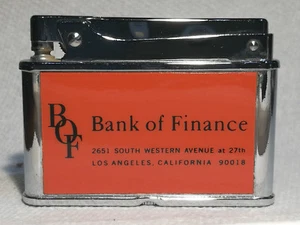 BOF
Bank of Finance
2651 SOUTH WESTERN AVENUE at 27th
LOS ANGELES, CALIFORNIA 90018